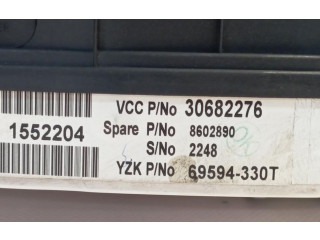 VCC P/No 30682276
1552204 Spare P/No 8602890
S/No 2248
YZK P/No 69594-330T